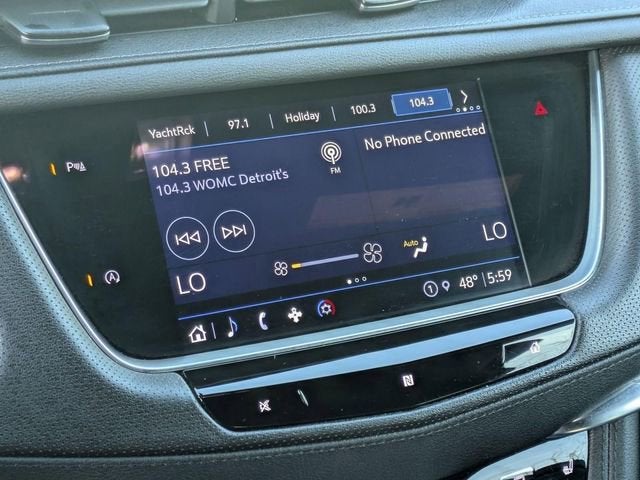 YachtRck 97.1 Holiday 100.3 104.3
104.3 FREE
104.3 WOMC Detroit's
FM
No Phone Connected
P
A
LO
Auto
LO
1 48° 5:59
N